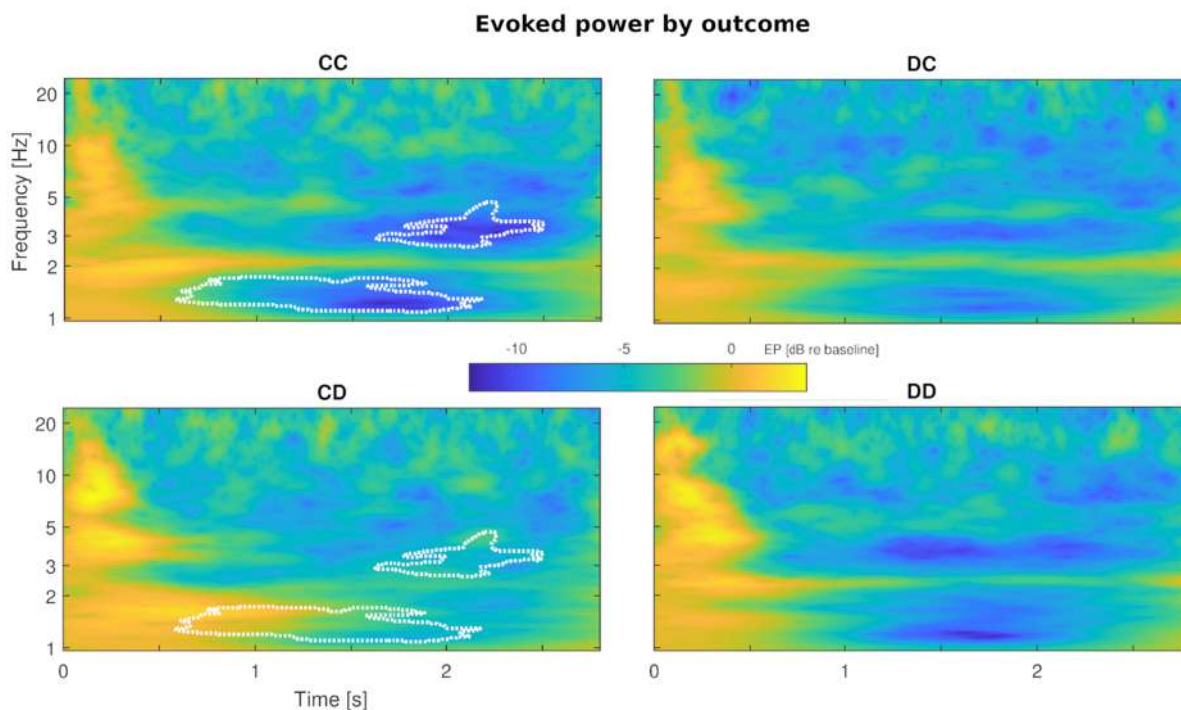 Evoked power by outcome
CC
DC
20
10
5
3
2
1
Frequency [Hz]
-10 -5 0 EP [dB re baseline]
CD
DD
20
10
5
3
2
1
0 1 2
0 1 2
Time [s]